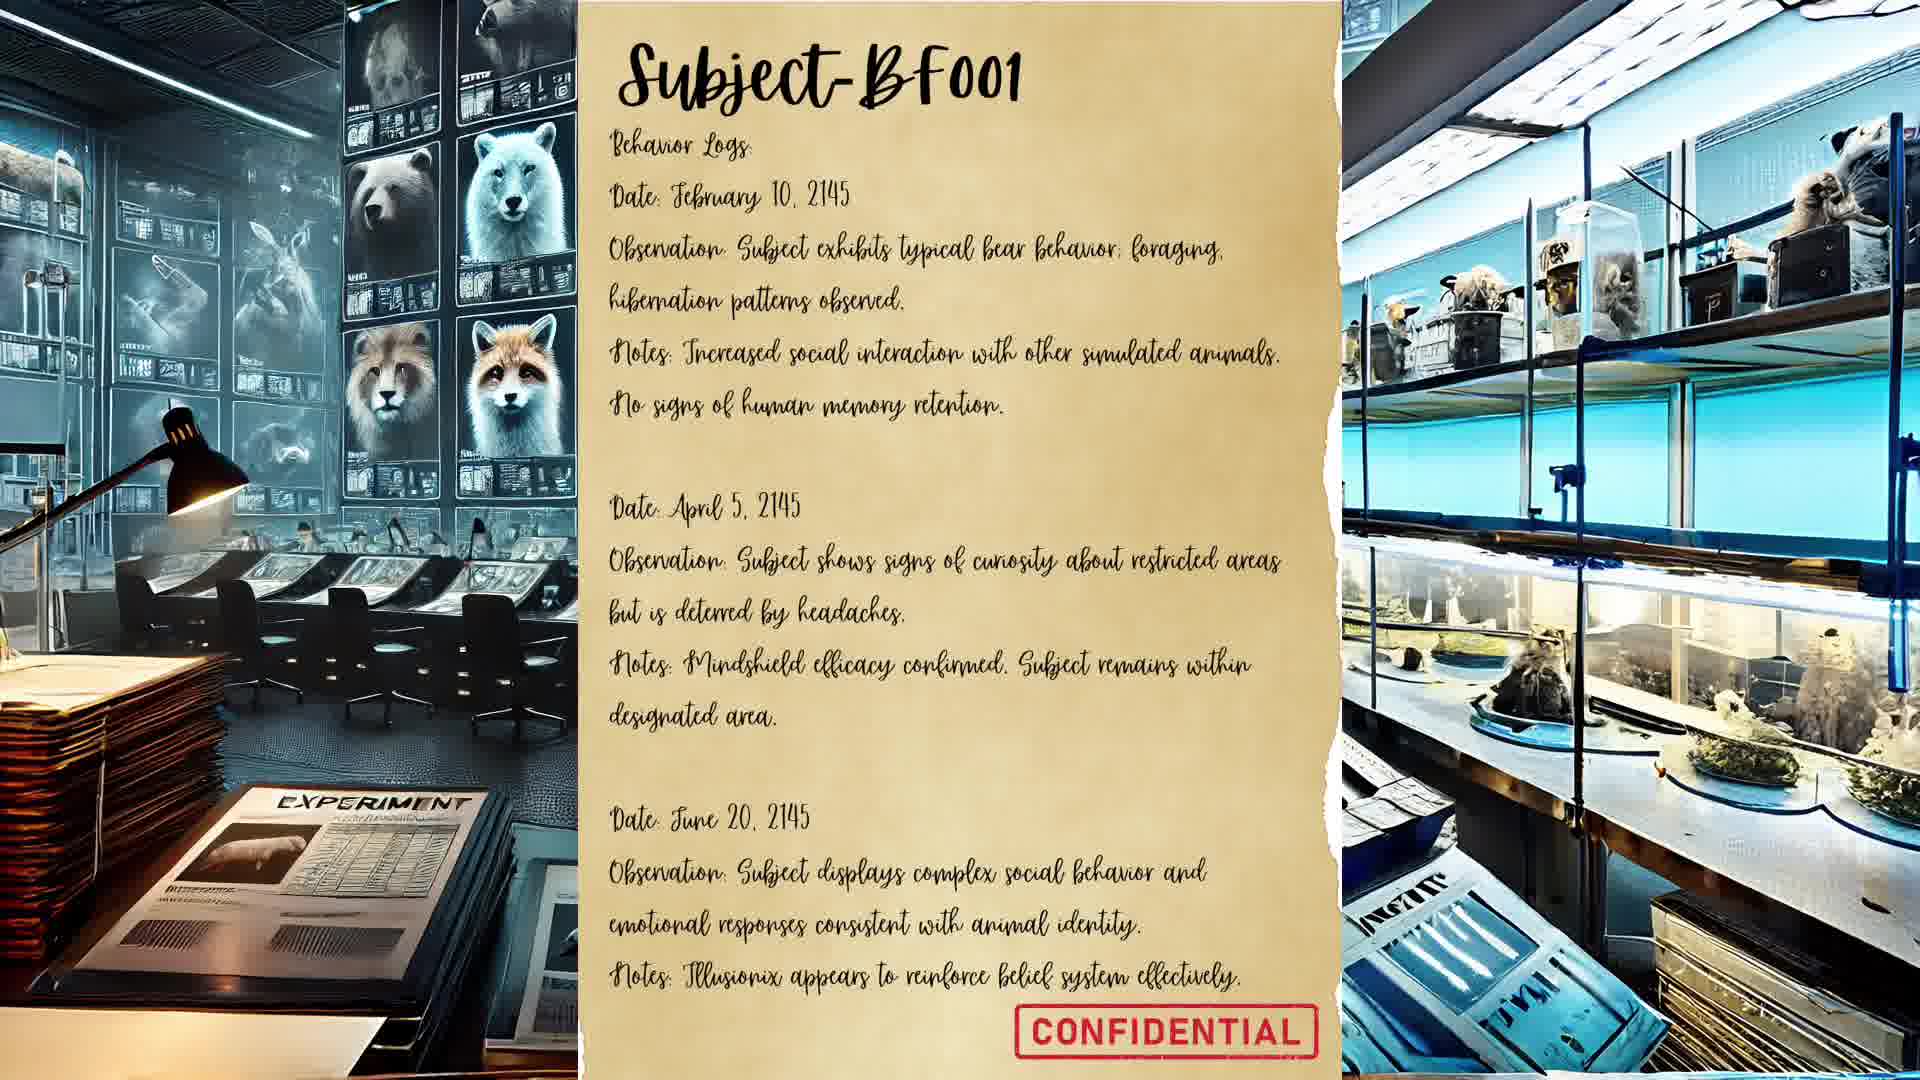 Subject-BF001
Behavior Logs:
Date: February 10, 2145
Observation: Subject exhibits typical bear behavior; foraging,
hibernation patterns observed.
Notes: Increased social interaction with other simulated animals.
No signs of human memory retention.
Date: April 5, 2145
Observation: Subject shows signs of curiosity about restricted areas
but is deterred by headaches.
Notes: Mindshield efficacy confirmed. Subject remains within
designated area.
Date: June 20, 2145
Observation: Subject displays complex social behavior and
emotional responses consistent with animal identity.
Notes: Illusionix appears to reinforce belief system effectively.
CONFIDENTIAL
EXPERIMENT